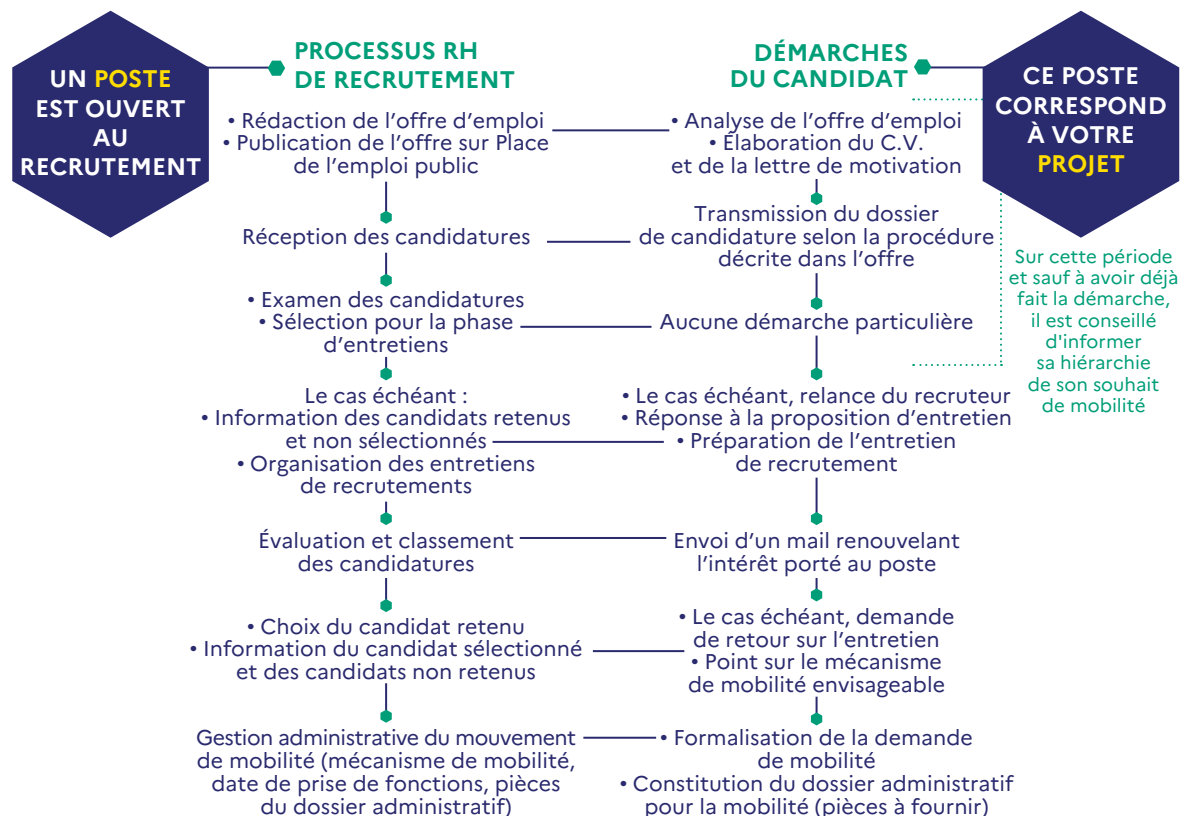 UN POSTE
EST OUVERT
AU
RECRUTEMENT
PROCESSUS RH
DE RECRUTEMENT
DÉMARCHES
DU CANDIDAT
CE POSTE
CORRESPOND
À VOTRE
PROJET
• Rédaction de l’offre d’emploi
• Publication de l’offre sur Place
de l’emploi public
• Analyse de l’offre d’emploi
• Élaboration du C.V.
et de la lettre de motivation
Réception des candidatures
Transmission du dossier
de candidature selon la procédure
décrite dans l’offre
Sur cette période
et sauf à avoir déjà
fait la démarche,
il est conseillé
d'informer
sa hiérarchie
de son souhait
de mobilité
• Examen des candidatures
• Sélection pour la phase
d’entretiens
Aucune démarche particulière
Le cas échéant :
• Information des candidats retenus
et non sélectionnés
• Organisation des entretiens
de recrutements
• Le cas échéant, relance du recruteur
• Réponse à la proposition d’entretien
• Préparation de l’entretien
de recrutement
Évaluation et classement
des candidatures
Envoi d’un mail renouvelant
l’intérêt porté au poste
• Choix du candidat retenu
• Information du candidat sélectionné
et des candidats non retenus
• Le cas échéant, demande
de retour sur l’entretien
• Point sur le mécanisme
de mobilité envisageable
Gestion administrative du mouvement
de mobilité (mécanisme de mobilité,
date de prise de fonctions, pièces
du dossier administratif)
• Formalisation de la demande
de mobilité
• Constitution du dossier administratif
pour la mobilité (pièces à fournir)